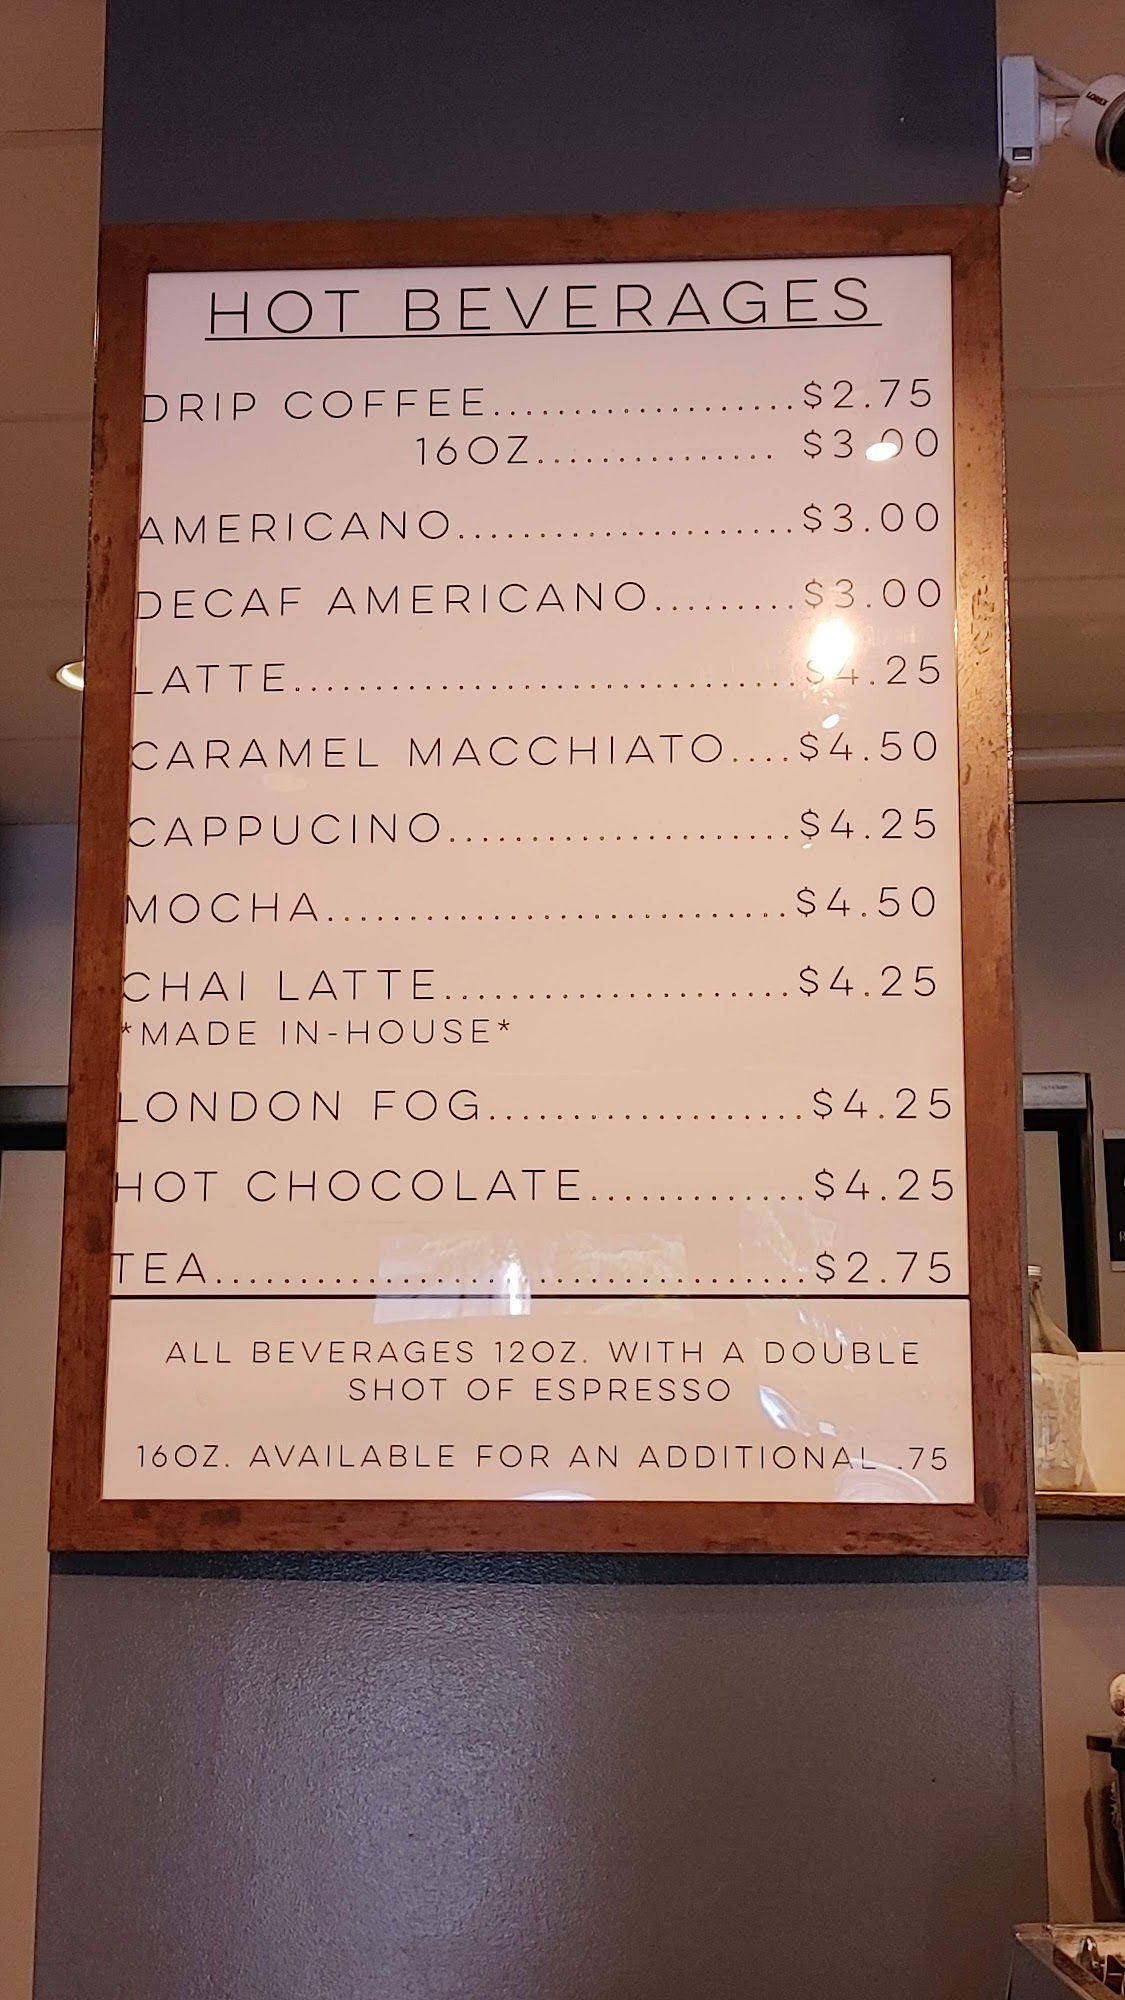 LOREX
HOT BEVERAGES
DRIP COFFEE...................$2.75
16OZ............... $3.00
AMERICANO.....................$3.00
DECAF AMERICANO.........$3.00
LATTE...............................$4.25
CARAMEL MACCHIATO....$4.50
CAPPUCINO.....................$4.25
MOCHA............................$4.50
CHAI LATTE.....................$4.25
*MADE IN-HOUSE*
LONDON FOG....................$4.25
HOT CHOCOLATE.............$4.25
TEA....................................$2.75
ALL BEVERAGES 12OZ. WITH A DOUBLE
SHOT OF ESPRESSO
16OZ. AVAILABLE FOR AN ADDITIONAL .75